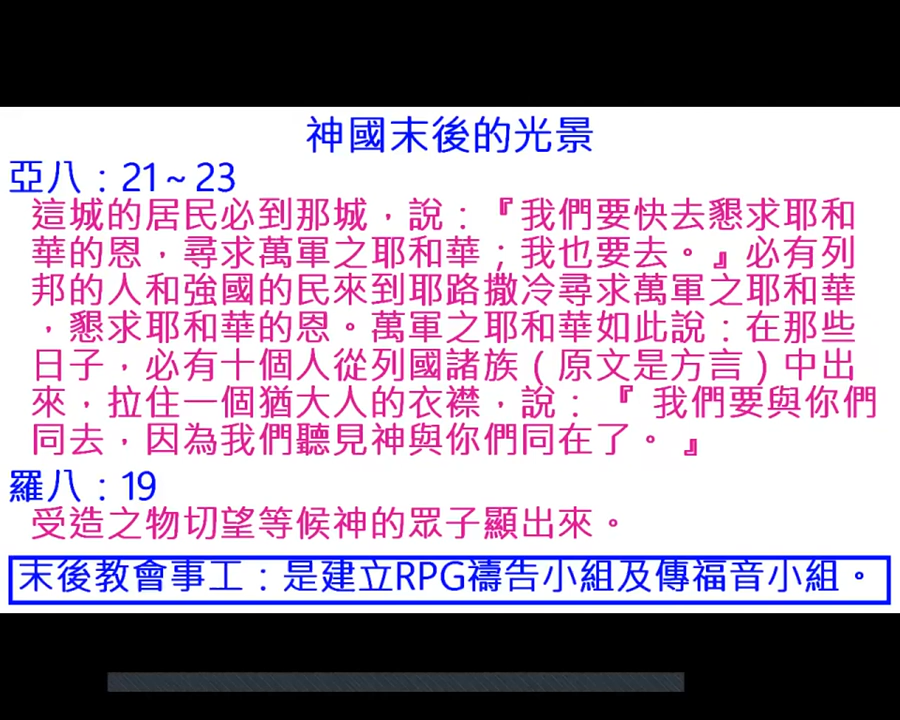 神國末後的光景
亞八：21~23
這城的居民必到那城，說：『我們要快去懇求耶和
華的恩，尋求萬軍之耶和華；我也要去。』必有列
邦的人和強國的民來到耶路撒冷尋求萬軍之耶和華
，懇求耶和華的恩。萬軍之耶和華如此說：在那些
日子，必有十個人從列國諸族（原文是方言）中出
來，拉住一個猶大人的衣襟，說：『 我們要與你們
同去，因為我們聽見神與你們同在了。 』
羅八：19
受造之物切望等候神的眾子顯出來。
末後教會事工：是建立RPG禱告小組及傳福音小組。